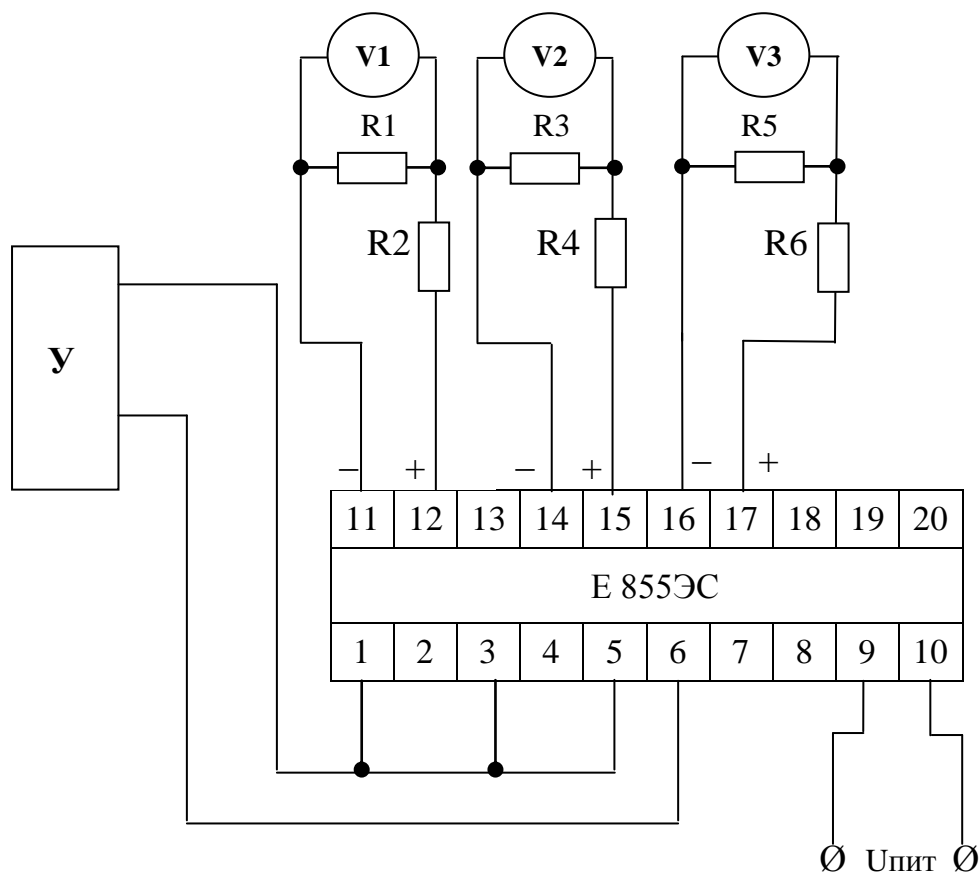 V1 V2 V3
R1 R3 R5
R2 R4 R6
У
– + – + – +
11 12 13 14 15 16 17 18 19 20
Е 855ЭС
1 2 3 4 5 6 7 8 9 10
Ø Uпит Ø